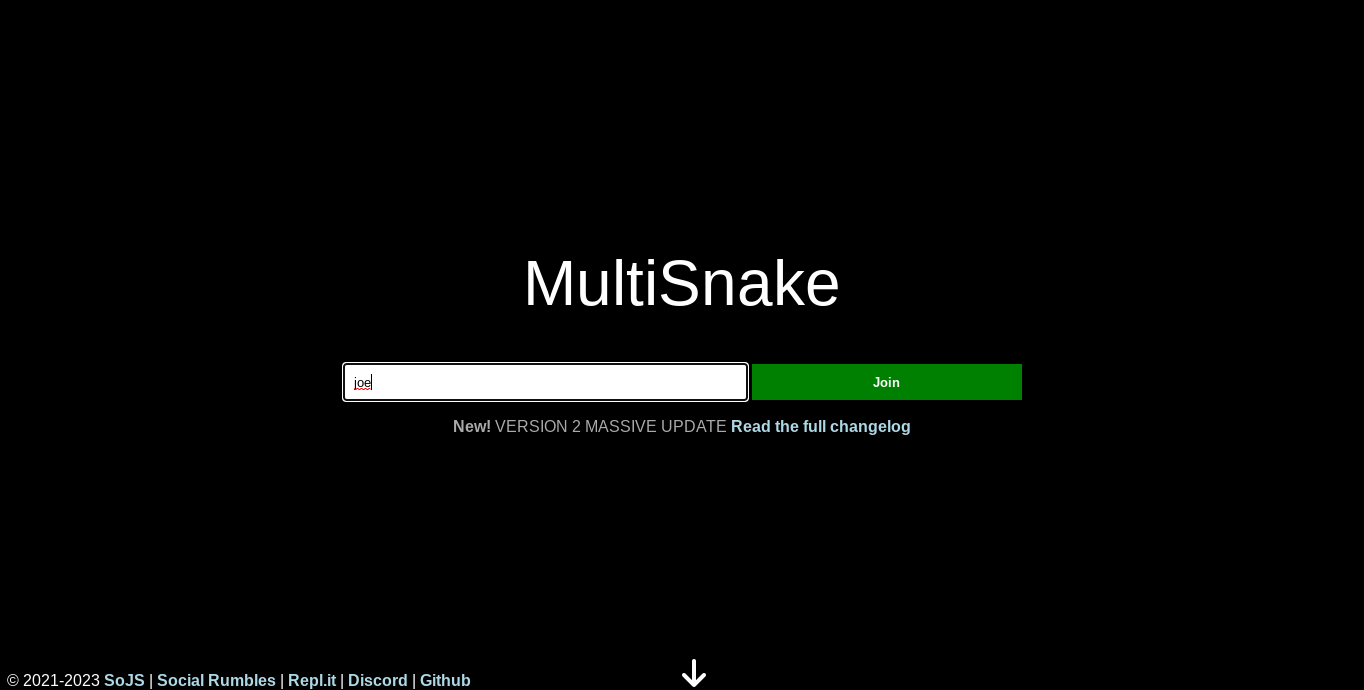 MultiSnake
joe
Join
New! VERSION 2 MASSIVE UPDATE Read the full changelog
© 2021-2023 SoJS | Social Rumbles | Repl.it | Discord | Github